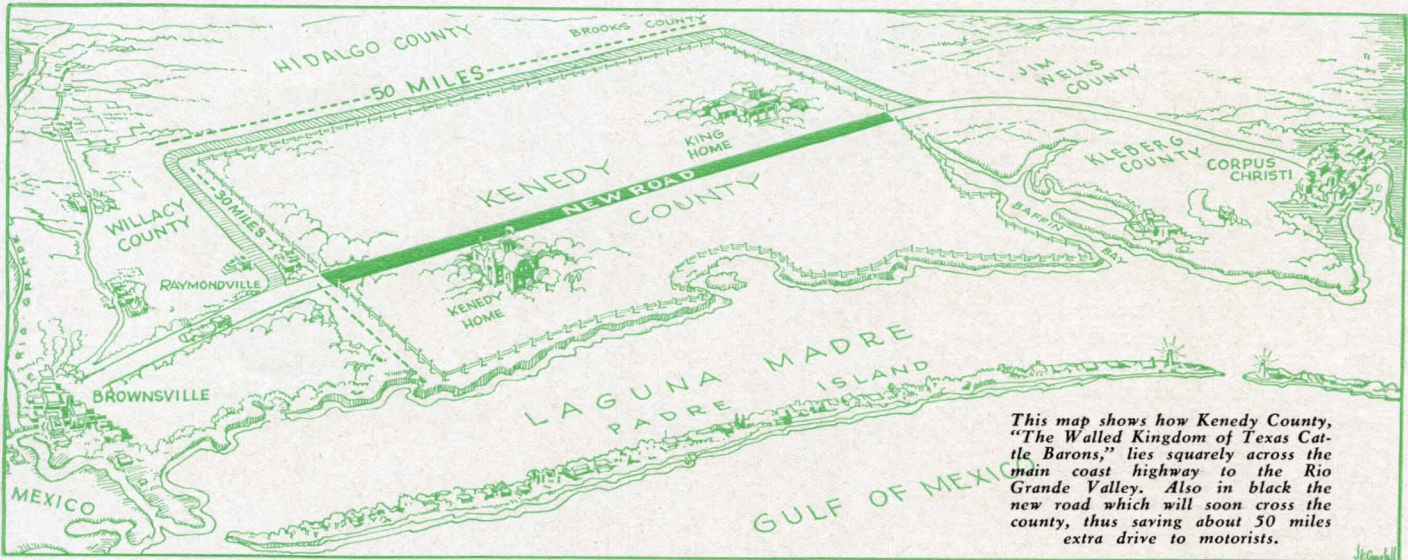 HIDALGO COUNTY
BROOKS COUNTY
50 MILES
JIM
WELLS
COUNTY
KING
HOME
KLEBERG
COUNTY
CORPUS
CHRISTI
KENEDY
COUNTY
NEW ROAD
30 MILES
WILLACY
COUNTY
BAFFIN
BAY
RAYMONDVILLE
KENEDY
HOME
RIO GRANDE
BROWNSVILLE
LAGUNA MADRE
PADRE ISLAND
MEXICO
GULF OF MEXICO
This map shows how Kenedy County,
"The Walled Kingdom of Texas Cat-
tle Barons," lies squarely across the
main coast highway to the Rio
Grande Valley. Also in black the
new road which will soon cross the
county, thus saving about 50 miles
extra drive to motorists.